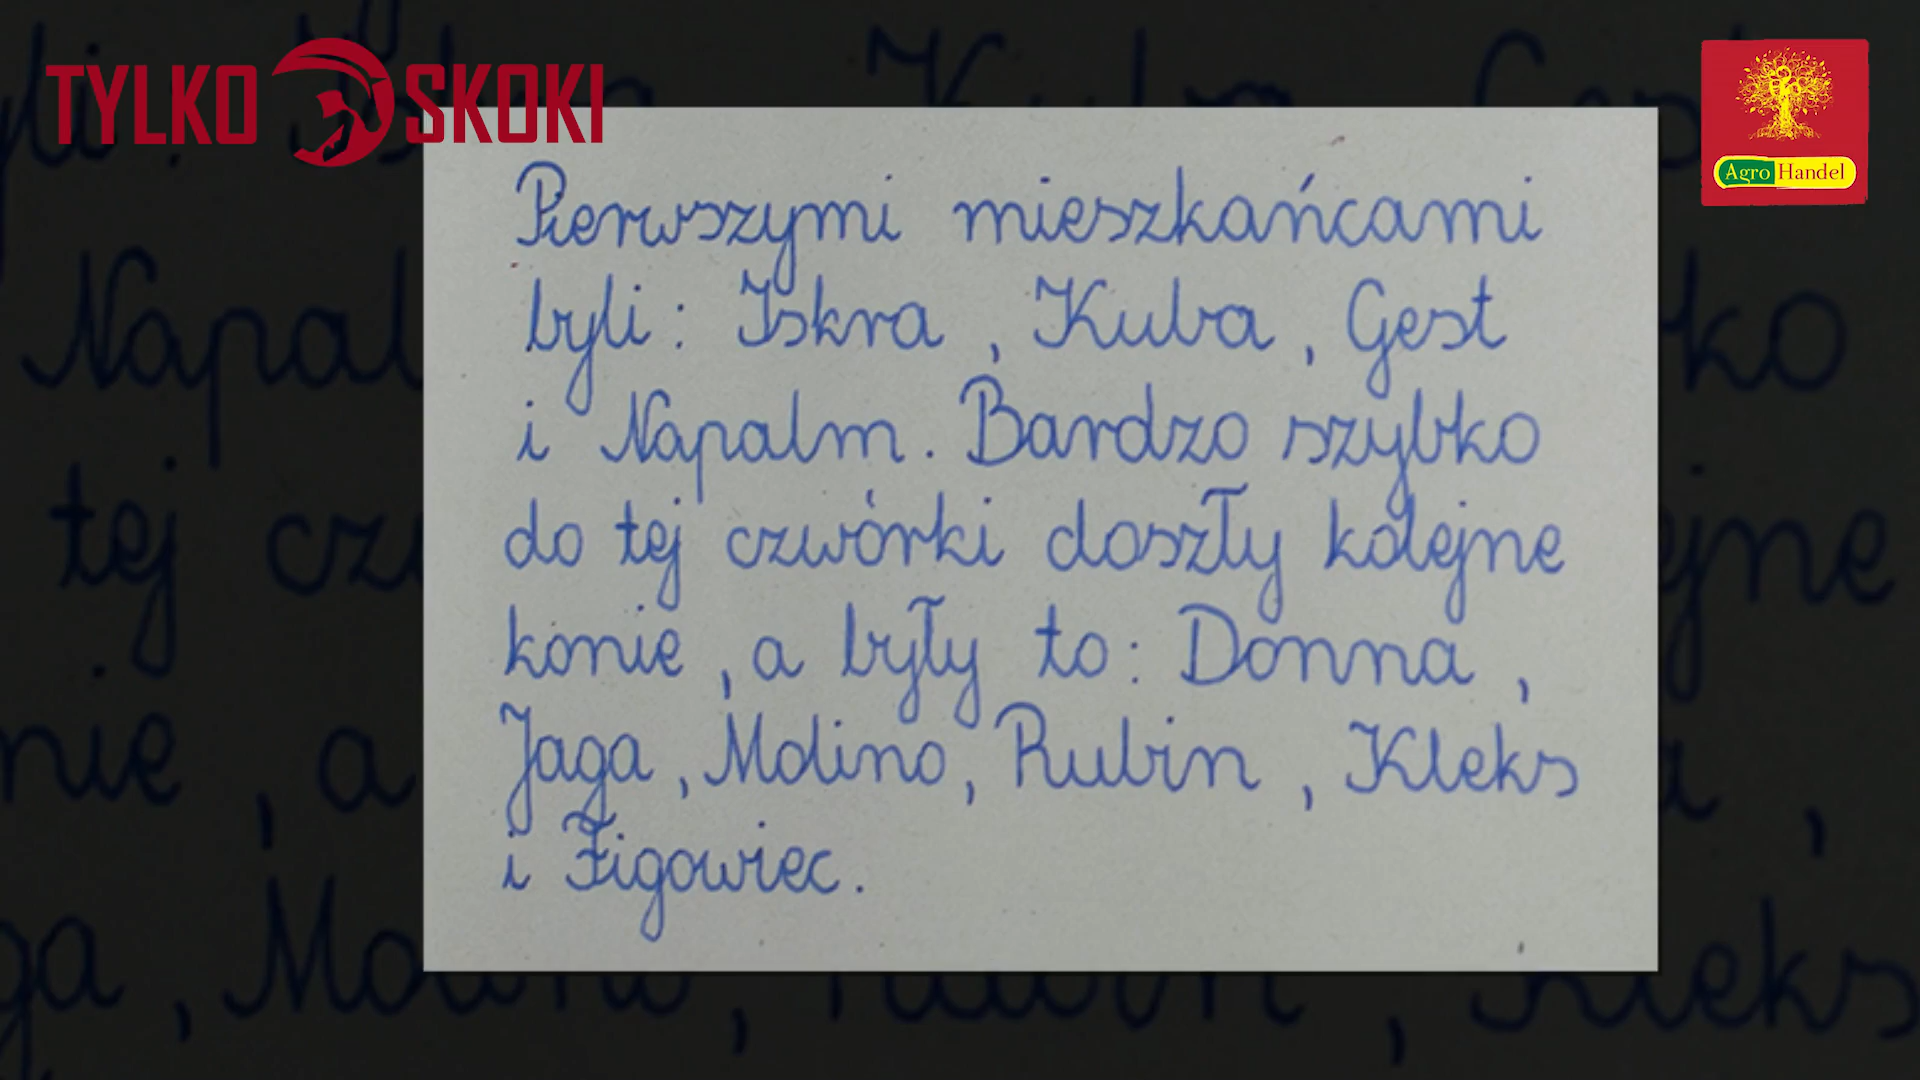 TYLKO SKOKI
Agro Handel
Pierwszymi mieszkańcami
byli: Iskra, Kuba, Gest
i Napalm. Bardzo szybko
do tej czwórki doszły kolejne
konie, a były to: Donna,
Jaga, Molino, Rubin, Kleks
i Figowiec.